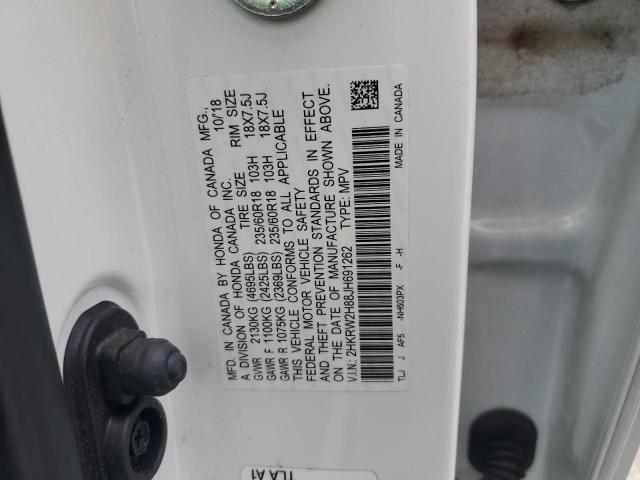 MFD. IN CANADA BY HONDA OF CANADA MFG.,
A DIVISION OF HONDA CANADA INC. 10/18
TIRE SIZE RIM SIZE
GVWR 2130KG (4695LBS)
GAWR F 1100KG (2425LBS) 235/60R18 103H 18X7.5J
GAWR R 1075KG (2369LBS) 235/60R18 103H 18X7.5J
THIS VEHICLE CONFORMS TO ALL APPLICABLE
FEDERAL MOTOR VEHICLE SAFETY
AND THEFT PREVENTION STANDARDS IN EFFECT
ON THE DATE OF MANUFACTURE SHOWN ABOVE.
V.I.N.: 2HKRW2H88JH691262 TYPE: MPV
TLJ J AF5 -NH603PX -F -H MADE IN CANADA
TLA A1